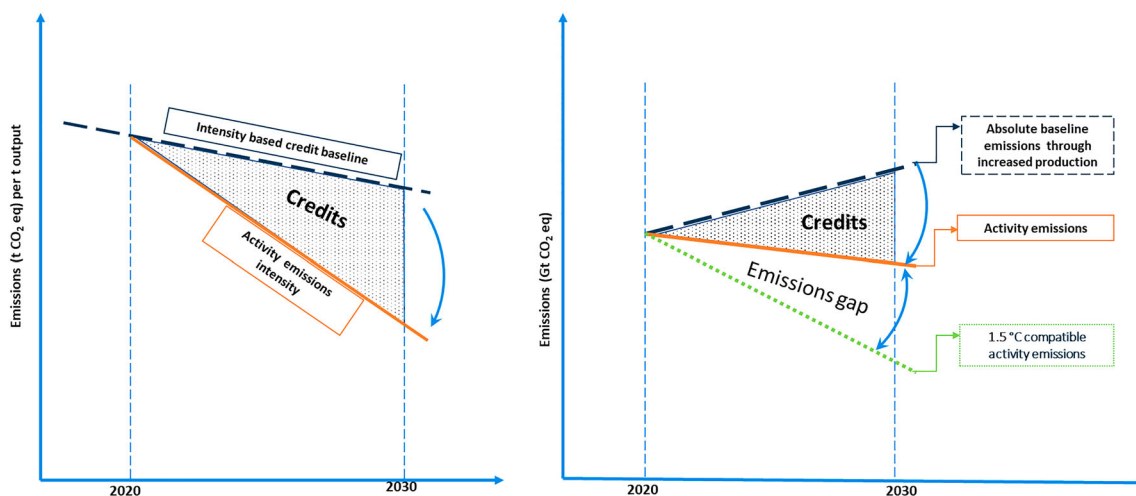 Emissions (t CO₂ eq) per t output
Intensity based credit baseline
Credits
Activity emissions
intensity
2020
2030
Emissions (Gt CO₂ eq)
Absolute baseline
emissions through
increased production
Credits
Activity emissions
Emissions gap
1.5 °C compatible
activity emissions
2020
2030